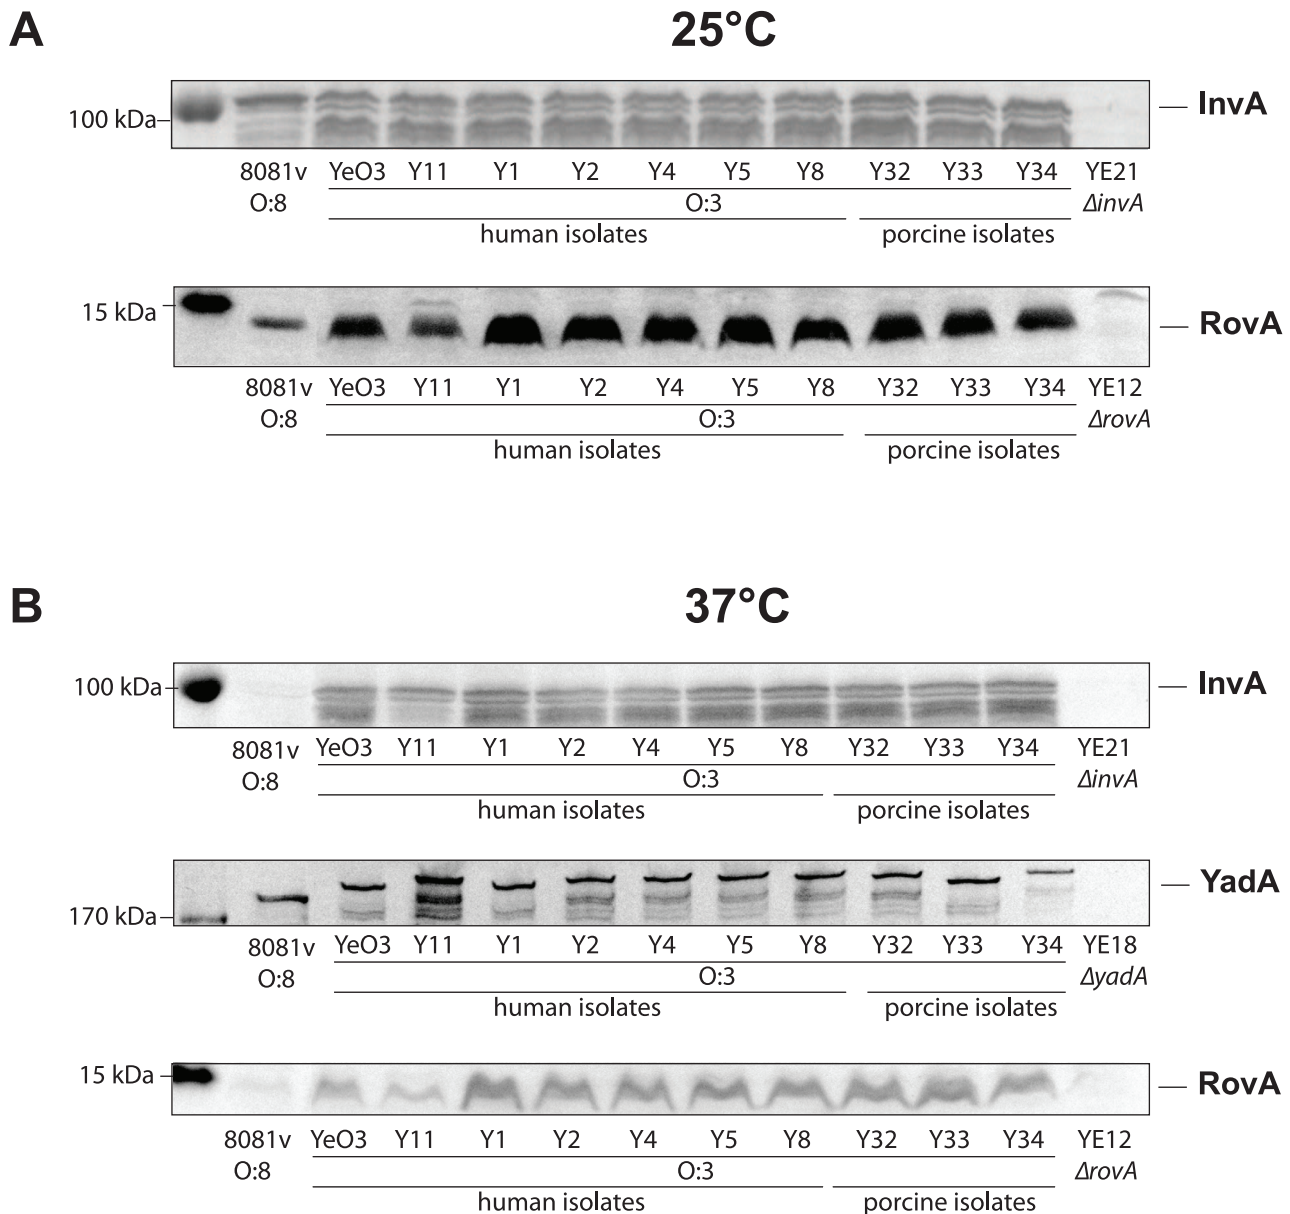 A
25°C
100 kDa
InvA
8081v YeO3 Y11 Y1 Y2 Y4 Y5 Y8 Y32 Y33 Y34 YE21
O:8 O:3 ΔinvA
human isolates porcine isolates
15 kDa
RovA
8081v YeO3 Y11 Y1 Y2 Y4 Y5 Y8 Y32 Y33 Y34 YE12
O:8 O:3 ΔrovA
human isolates porcine isolates
B
37°C
100 kDa
InvA
8081v YeO3 Y11 Y1 Y2 Y4 Y5 Y8 Y32 Y33 Y34 YE21
O:8 O:3 ΔinvA
human isolates porcine isolates
YadA
170 kDa
8081v YeO3 Y11 Y1 Y2 Y4 Y5 Y8 Y32 Y33 Y34 YE18
O:8 O:3 ΔyadA
human isolates porcine isolates
15 kDa
RovA
8081v YeO3 Y11 Y1 Y2 Y4 Y5 Y8 Y32 Y33 Y34 YE12
O:8 O:3 ΔrovA
human isolates porcine isolates